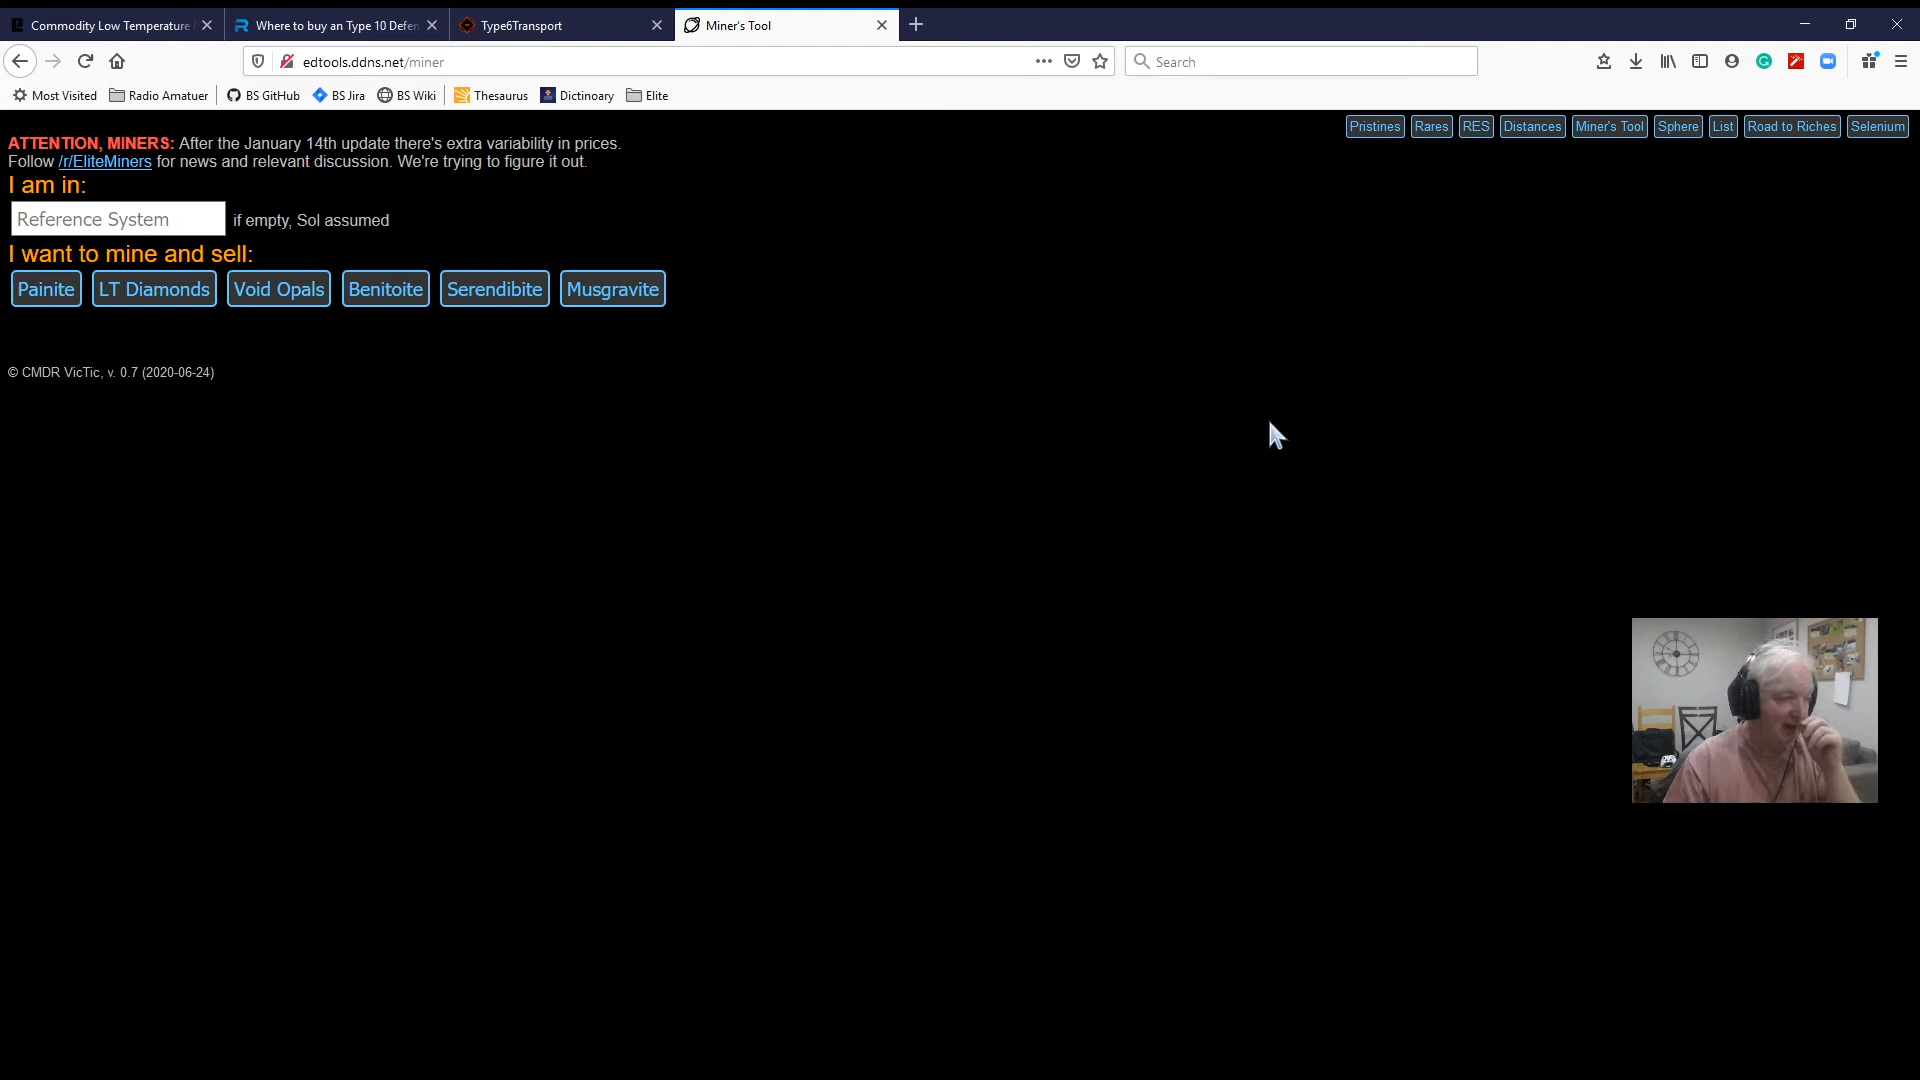 Commodity Low Temperature
Where to buy an Type 10 Defen
Type6Transport
Miner's Tool
edtools.ddns.net/miner
Search
Most Visited
Radio Amatuer
BS GitHub
BS Jira
BS Wiki
Thesaurus
Dictinoary
Elite
Pristines
Rares
RES
Distances
Miner's Tool
Sphere
List
Road to Riches
Selenium
ATTENTION, MINERS: After the January 14th update there's extra variability in prices.
Follow /r/EliteMiners for news and relevant discussion. We're trying to figure it out.
I am in:
Reference System if empty, Sol assumed
I want to mine and sell:
Painite LT Diamonds Void Opals Benitoite Serendibite Musgravite
© CMDR VicTic, v. 0.7 (2020-06-24)